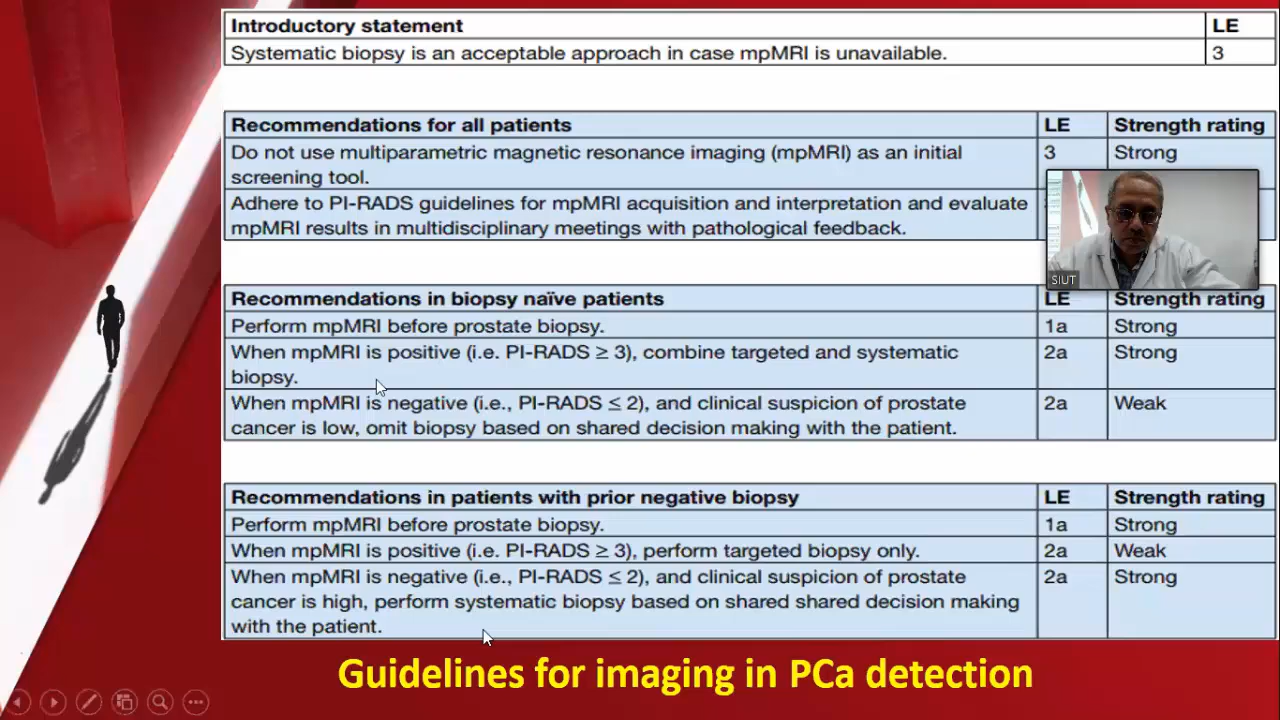 Introductory statement LE
Systematic biopsy is an acceptable approach in case mpMRI is unavailable. 3
Recommendations for all patients LE Strength rating
Do not use multiparametric magnetic resonance imaging (mpMRI) as an initial 3 Strong
screening tool.
Adhere to PI-RADS guidelines for mpMRI acquisition and interpretation and evaluate
mpMRI results in multidisciplinary meetings with pathological feedback.
SIUT
Recommendations in biopsy naïve patients LE Strength rating
Perform mpMRI before prostate biopsy. 1a Strong
When mpMRI is positive (i.e. PI-RADS ≥ 3), combine targeted and systematic 2a Strong
biopsy.
When mpMRI is negative (i.e., PI-RADS ≤ 2), and clinical suspicion of prostate 2a Weak
cancer is low, omit biopsy based on shared decision making with the patient.
Recommendations in patients with prior negative biopsy LE Strength rating
Perform mpMRI before prostate biopsy. 1a Strong
When mpMRI is positive (i.e. PI-RADS ≥ 3), perform targeted biopsy only. 2a Weak
When mpMRI is negative (i.e., PI-RADS ≤ 2), and clinical suspicion of prostate 2a Strong
cancer is high, perform systematic biopsy based on shared shared decision making
with the patient.
Guidelines for imaging in PCa detection